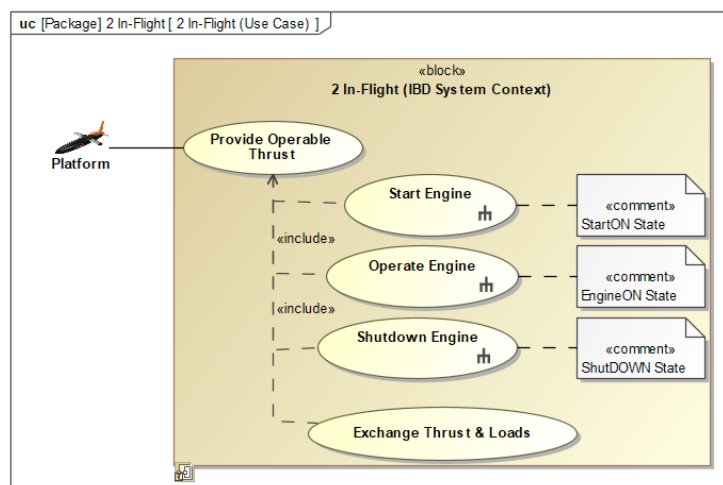 uc [Package] 2 In-Flight [ 2 In-Flight (Use Case) ]
«block»
2 In-Flight (IBD System Context)
Platform
Provide Operable
Thrust
Start Engine
«comment»
StartON State
«include»
Operate Engine
«comment»
EngineON State
«include»
Shutdown Engine
«comment»
ShutDOWN State
Exchange Thrust & Loads